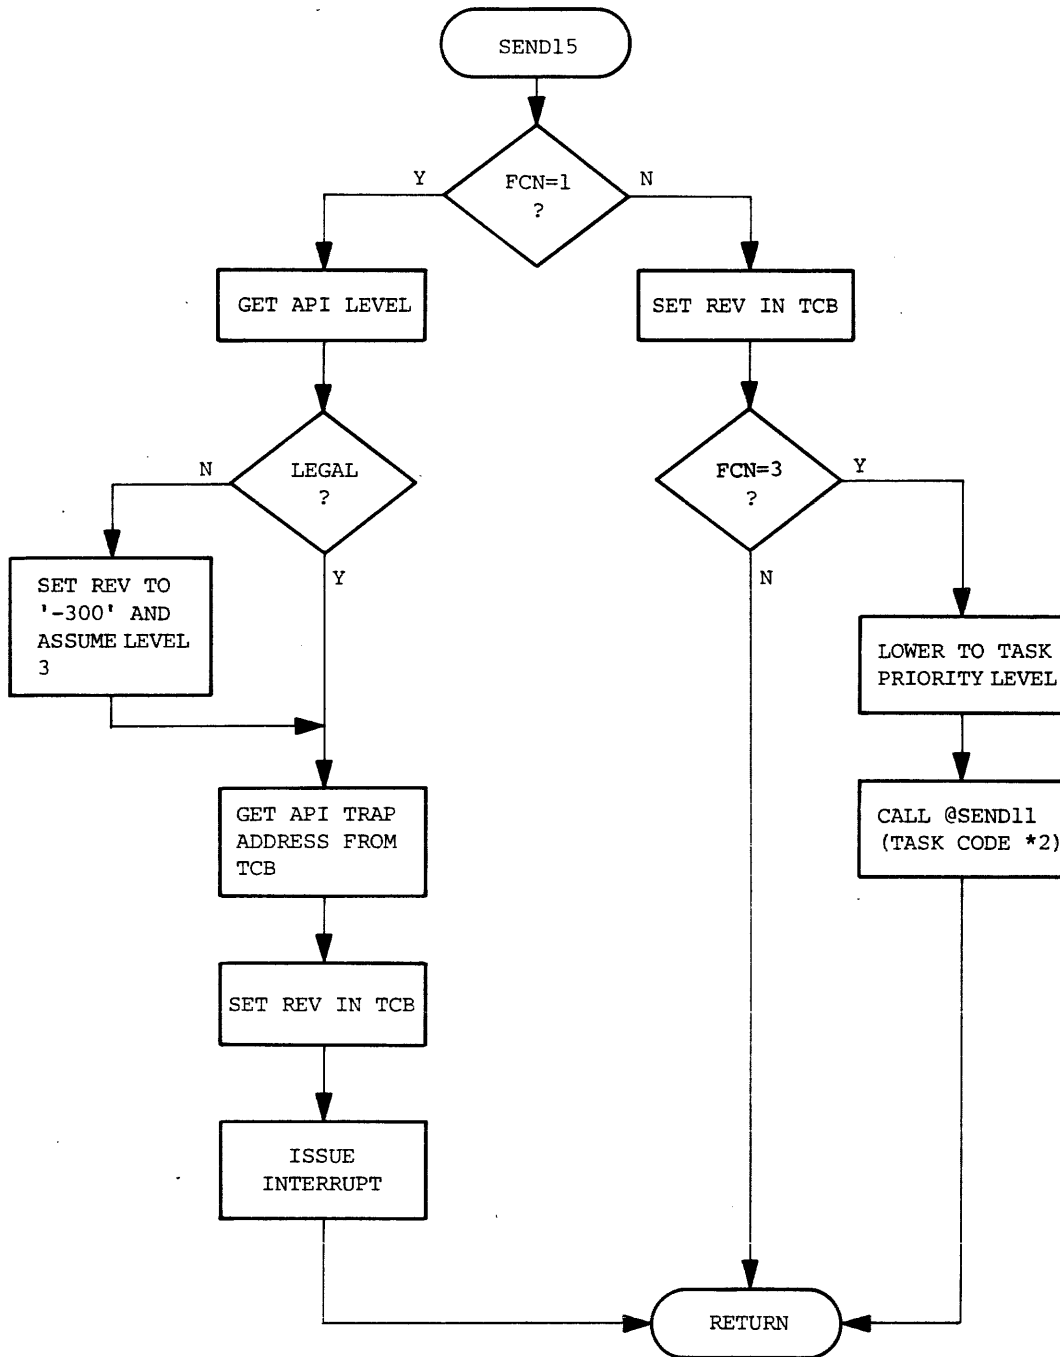 SEND15
FCN=1
?
Y
N
GET API LEVEL
SET REV IN TCB
LEGAL
?
N
Y
FCN=3
?
Y
N
SET REV TO
'-300' AND
ASSUME LEVEL
3
LOWER TO TASK
PRIORITY LEVEL
GET API TRAP
ADDRESS FROM
TCB
CALL @SEND11
(TASK CODE *2)
SET REV IN TCB
ISSUE
INTERRUPT
RETURN